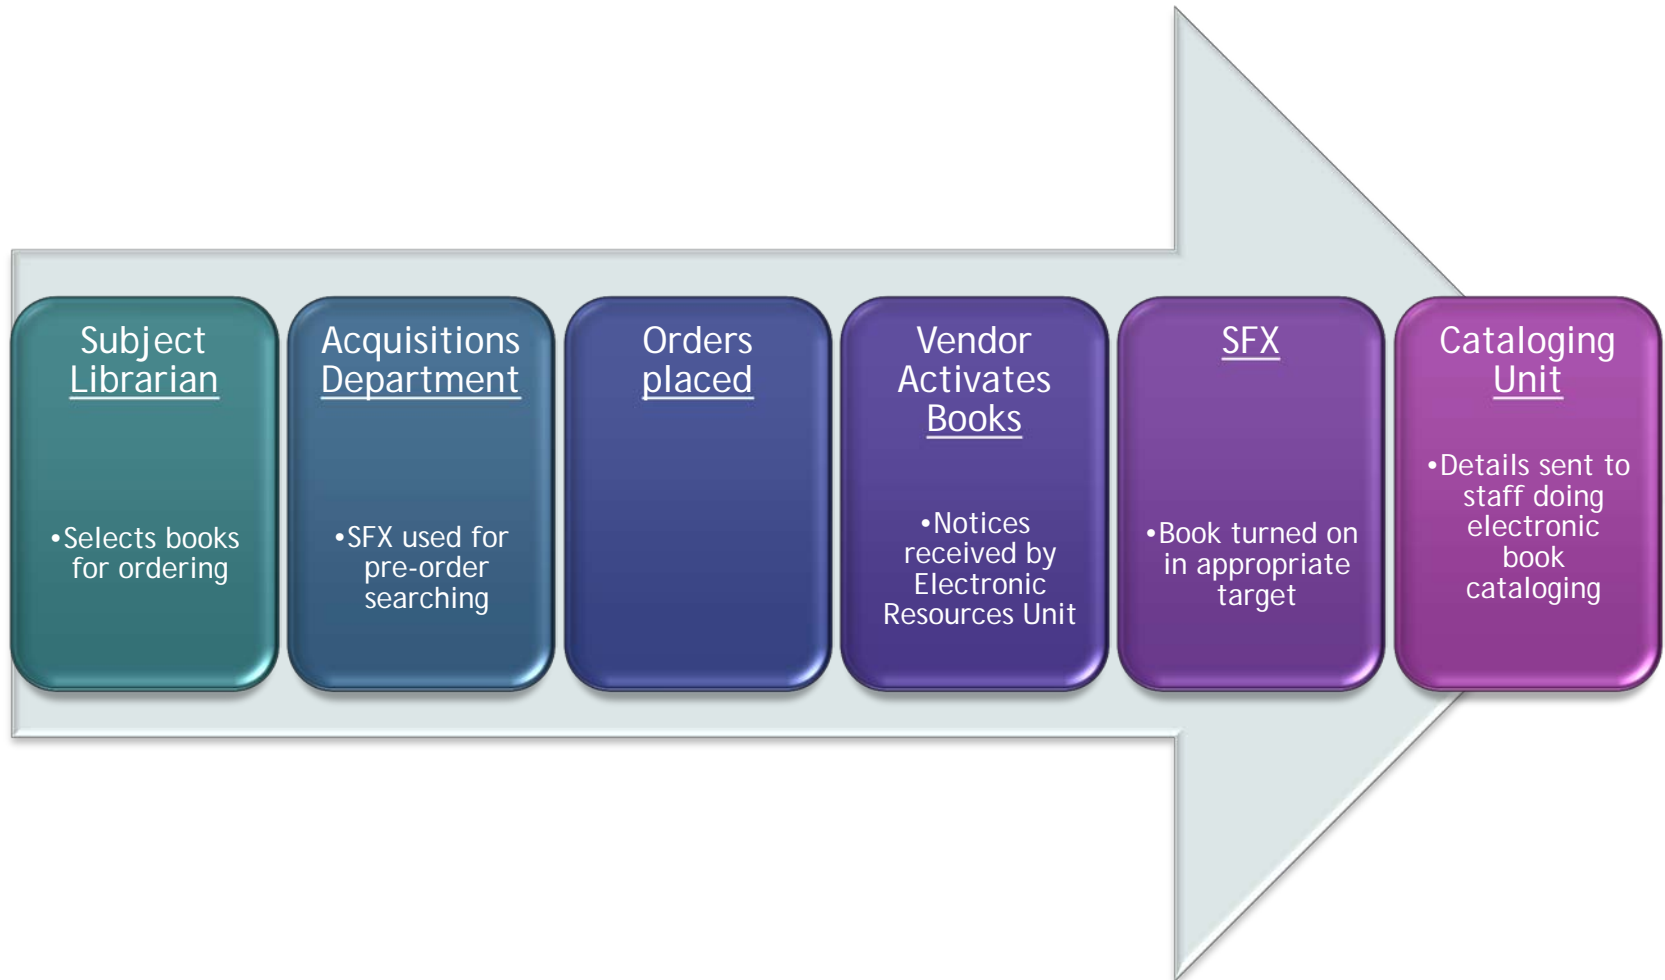 Subject
Librarian
•Selects books
for ordering
Acquisitions
Department
•SFX used for
pre-order
searching
Orders
placed
Vendor
Activates
Books
•Notices
received by
Electronic
Resources Unit
SFX
•Book turned on
in appropriate
target
Cataloging
Unit
•Details sent to
staff doing
electronic
book
cataloging